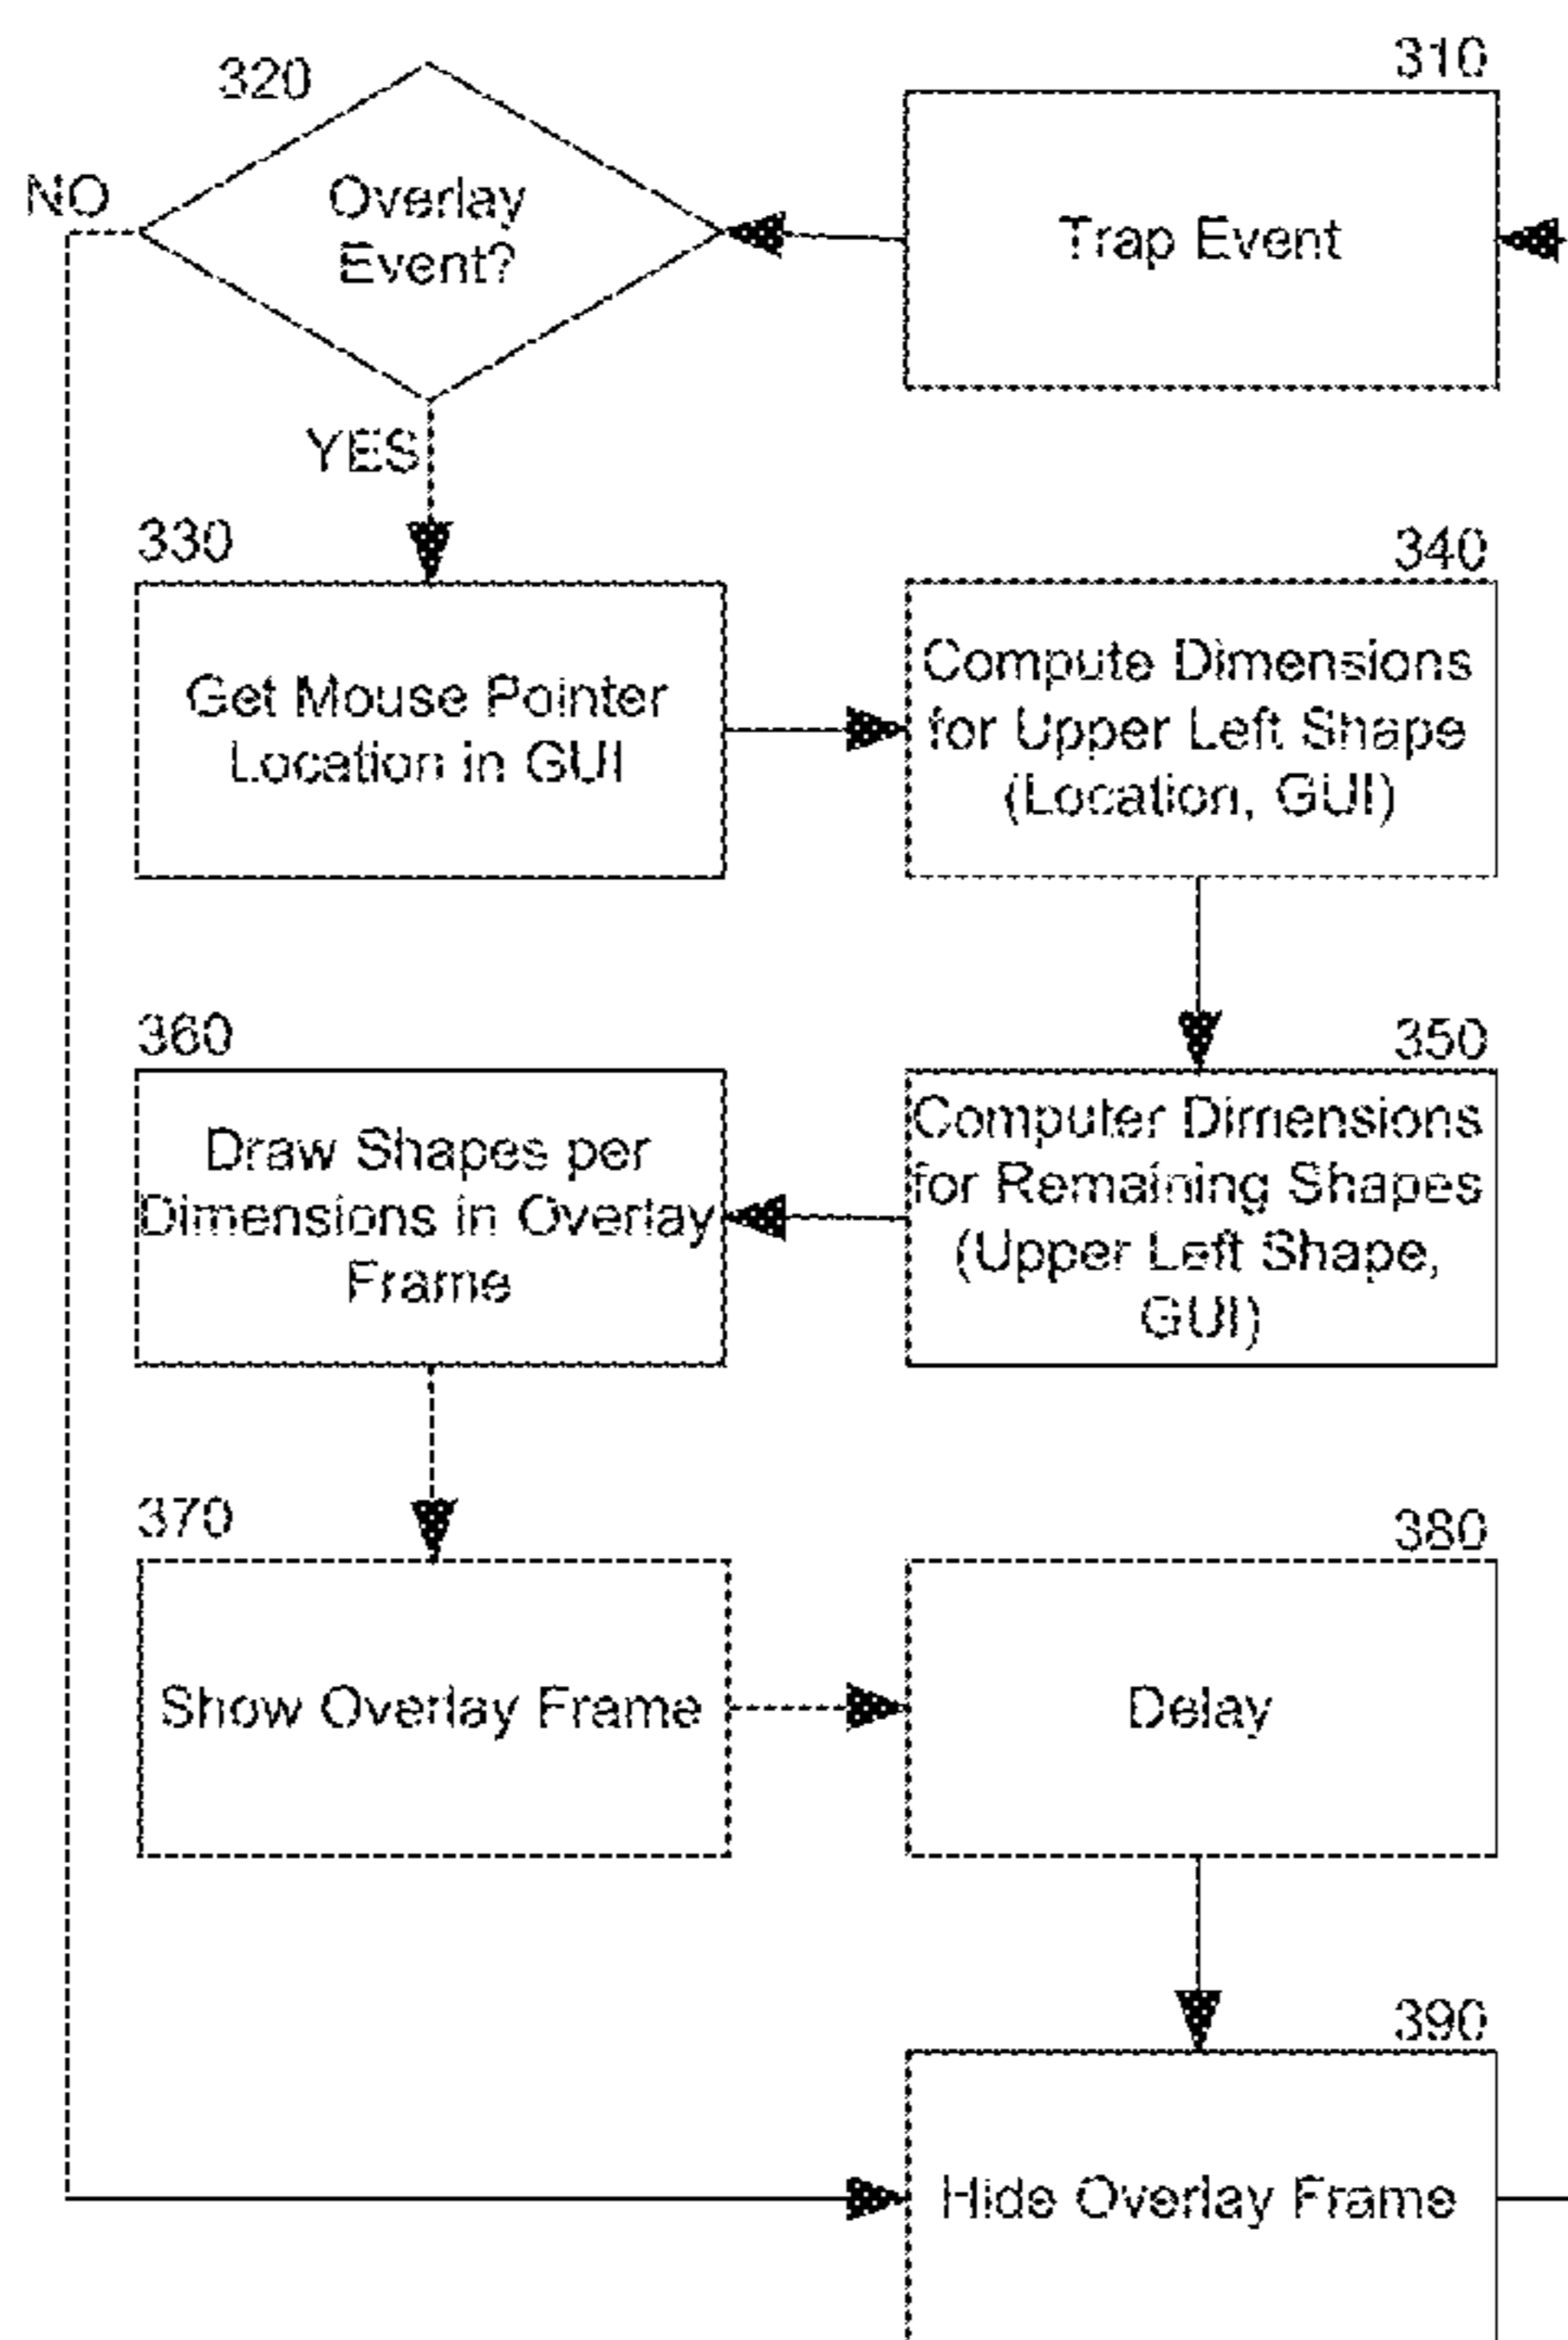 310
Trap Event
320
Overlay
Event?
NO
YES
330
Get Mouse Pointer
Location in GUI
340
Compute Dimensions
for Upper Left Shape
(Location, GUI)
350
Computer Dimensions
for Remaining Shapes
(Upper Left Shape,
GUI)
360
Draw Shapes per
Dimensions in Overlay
Frame
370
Show Overlay Frame
380
Delay
390
Hide Overlay Frame